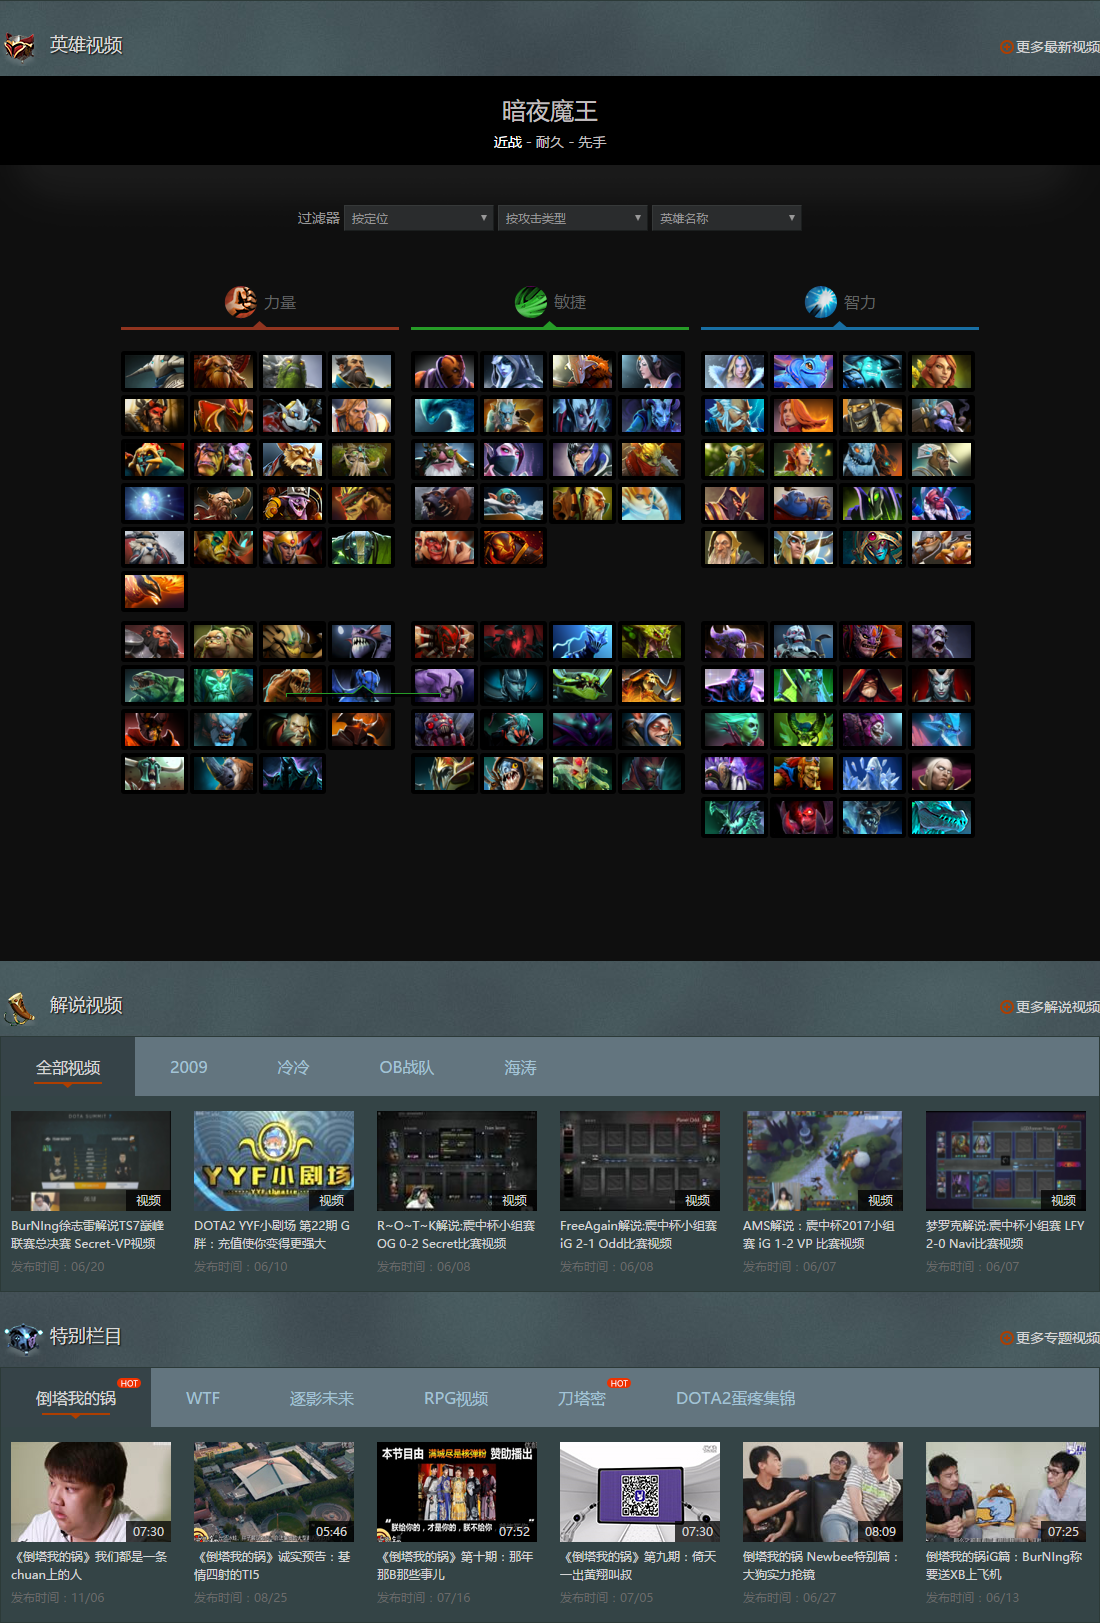 英雄视频
更多最新视频
暗夜魔王
近战 - 耐久 - 先手
过滤器 按定位 按攻击类型 英雄名称
力量 敏捷 智力
解说视频
更多解说视频
全部视频 2009 冷冷 OB战队 海涛
YYF小剧场
视频 视频 视频 视频 视频 视频
BurNIng徐志雷解说TS7巅峰
联赛总决赛 Secret-VP视频
发布时间：06/20
DOTA2 YYF小剧场 第22期 G
胖：充值使你变得更强大
发布时间：06/10
R~O~T~K解说:震中杯小组赛
OG 0-2 Secret比赛视频
发布时间：06/08
FreeAgain解说:震中杯小组赛
iG 2-1 Odd比赛视频
发布时间：06/08
AMS解说：震中杯2017小组
赛 iG 1-2 VP 比赛视频
发布时间：06/07
梦罗克解说:震中杯小组赛 LFY
2-0 Navi比赛视频
发布时间：06/07
特别栏目
更多专题视频
倒塔我的锅 HOT WTF 逐影未来 RPG视频 刀塔密 HOT DOTA2蛋疼集锦
本节目由 满城尽是核弹粉 赞助播出
朕给你的，才是你的，朕不给你
07:30 05:46 07:52 07:30 08:09 07:25
《倒塔我的锅》我们都是一条
chuan上的人
发布时间：11/06
《倒塔我的锅》诚实预告：基
情四射的TI5
发布时间：08/25
《倒塔我的锅》第十期：那年
那B那些事儿
发布时间：07/16
《倒塔我的锅》第九期：倚天
一出黄翔叫叔
发布时间：07/05
倒塔我的锅 Newbee特别篇：
大狗实力抢镜
发布时间：06/27
倒塔我的锅iG篇：BurNIng称
要送XB上飞机
发布时间：06/13